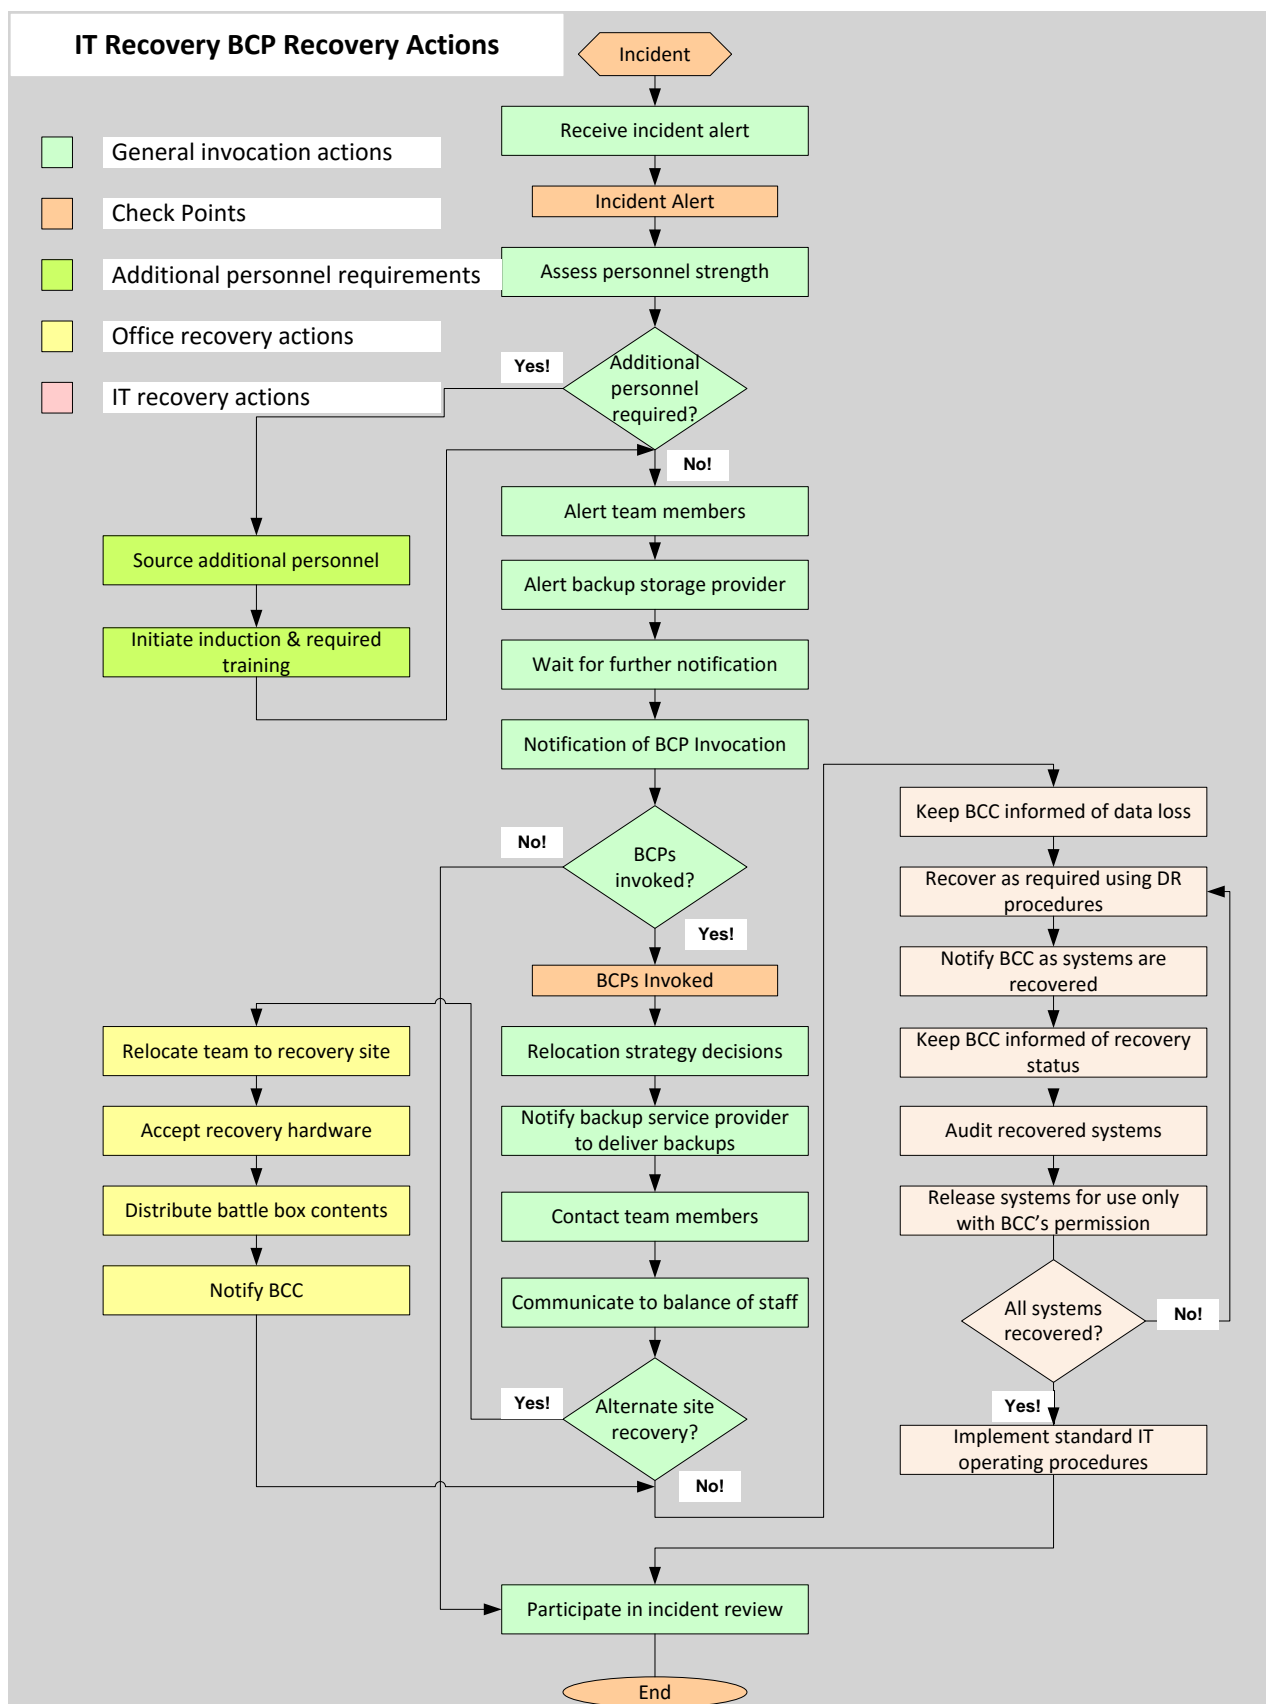 IT Recovery BCP Recovery Actions
Incident
Receive incident alert
General invocation actions
Incident Alert
Check Points
Assess personnel strength
Additional personnel requirements
Office recovery actions
IT recovery actions
Additional
personnel
required?
Yes!
No!
Alert team members
Source additional personnel
Alert backup storage provider
Initiate induction & required
training
Wait for further notification
Notification of BCP Invocation
BCPs
invoked?
No!
Yes!
BCPs Invoked
Relocation strategy decisions
Notify backup service provider
to deliver backups
Contact team members
Communicate to balance of staff
Alternate site
recovery?
Yes!
No!
Relocate team to recovery site
Accept recovery hardware
Distribute battle box contents
Notify BCC
Keep BCC informed of data loss
Recover as required using DR
procedures
Notify BCC as systems are
recovered
Keep BCC informed of recovery
status
Audit recovered systems
Release systems for use only
with BCC’s permission
All systems
recovered?
No!
Yes!
Implement standard IT
operating procedures
Participate in incident review
End